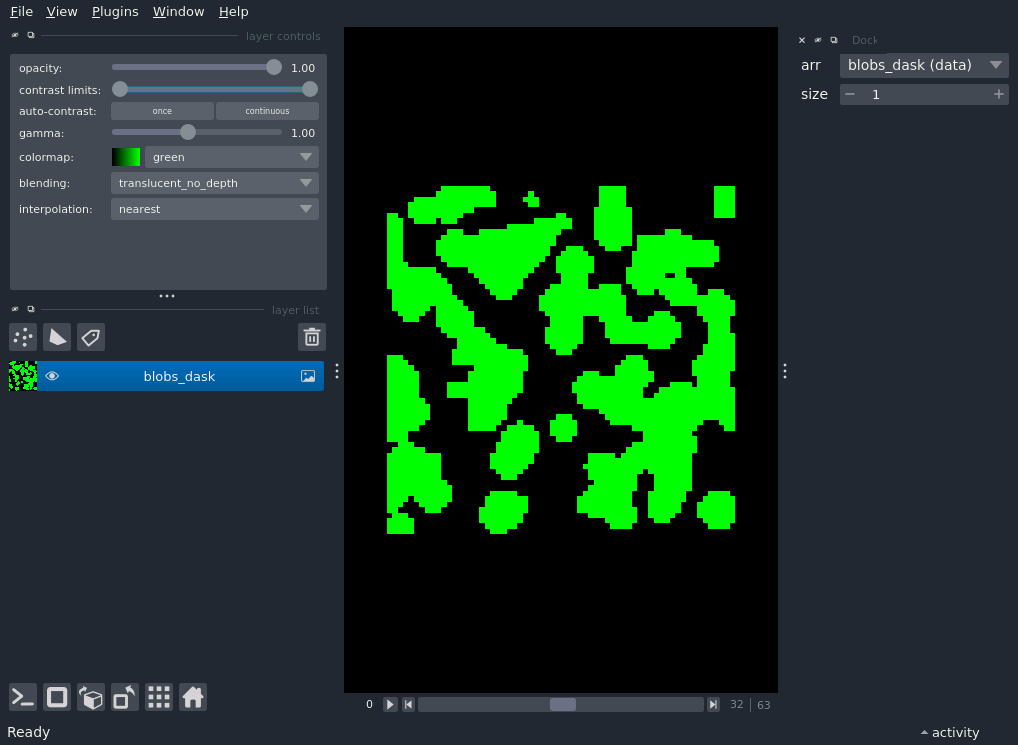 File View Plugins Window Help
layer controls
opacity: 1.00
contrast limits:
auto-contrast: once continuous
gamma: 1.00
colormap: green
blending: translucent_no_depth
interpolation: nearest
layer list
blobs_dask
0 32 63
Ready
activity
Dock
arr blobs_dask (data)
size 1